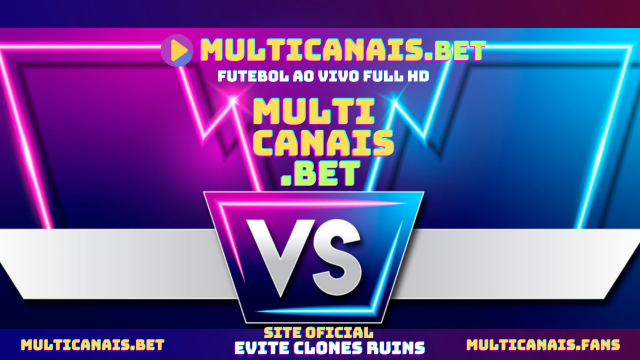 MULTICANAIS.BET
FUTEBOL AO VIVO FULL HD
MULTI
CANAIS
.BET
VS
SITE OFICIAL
MULTICANAIS.BET
EVITE CLONES RUINS
MULTICANAIS.FANS